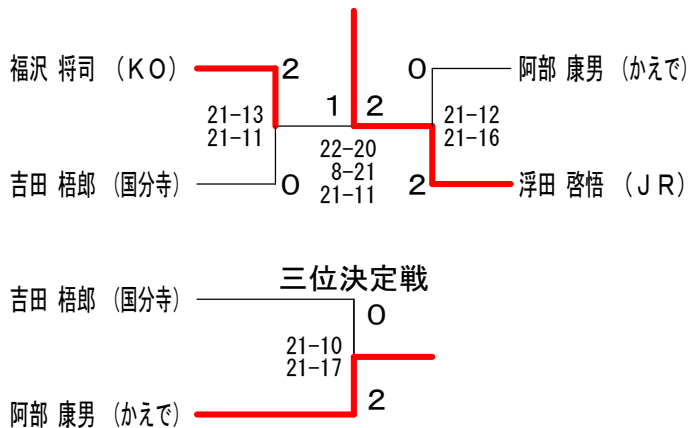 福沢 将司 （ＫＯ）
2
0
阿部 康男 （かえで）
21-13
21-11
1 2
21-12
21-16
22-20
8-21
21-11
吉田 梧郎 （国分寺）
0
2
浮田 啓悟 （ＪＲ）
三位決定戦
吉田 梧郎 （国分寺）
0
21-10
21-17
2
阿部 康男 （かえで）